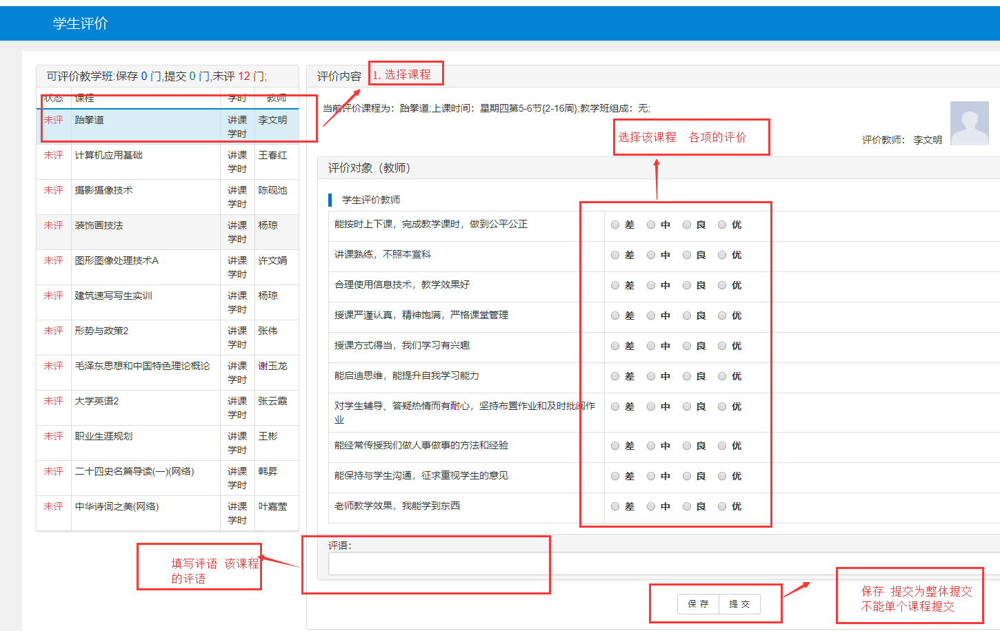 学生评价
可评价教学班:保存 0 门,提交 0 门,未评 12 门;
状态 课程 学时 教师
未评 跆拳道 讲课学时 李文明
未评 计算机应用基础 讲课学时 王春红
未评 摄影摄像技术 讲课学时 陈砚池
未评 装饰画技法 讲课学时 杨琼
未评 图形图像处理技术A 讲课学时 许文娟
未评 建筑速写写生实训 讲课学时 杨琼
未评 形势与政策2 讲课学时 张伟
未评 毛泽东思想和中国特色理论概论 讲课学时 谢玉龙
未评 大学英语2 讲课学时 张云霞
未评 职业生涯规划 讲课学时 王彬
未评 二十四史名篇导读(一)(网络) 讲课学时 韩昇
未评 中华诗词之美(网络) 讲课学时 叶嘉莹
填写评语 该课程
的评语
评价内容
1. 选择课程
当前评价课程为：跆拳道;上课时间：星期四第5-6节{2-16周};教学班组成：无;
选择该课程 各项的评价
评价教师： 李文明
评价对象（教师）
学生评价教师
能按时上下课，完成教学课时，做到公平公正 差 中 良 优
讲课熟练，不照本宣科 差 中 良 优
合理使用信息技术，教学效果好 差 中 良 优
授课严谨认真，精神饱满，严格课堂管理 差 中 良 优
授课方式得当，我们学习有兴趣 差 中 良 优
能启迪思维，能提升自我学习能力 差 中 良 优
对学生辅导、答疑热情而有耐心，坚持布置作业和及时批阅作业 差 中 良 优
能经常传授我们做人事做事的方法和经验 差 中 良 优
能保持与学生沟通，征求重视学生的意见 差 中 良 优
老师教学效果，我能学到东西 差 中 良 优
评语：
保 存 提 交
保存 提交为整体提交
不能单个课程提交